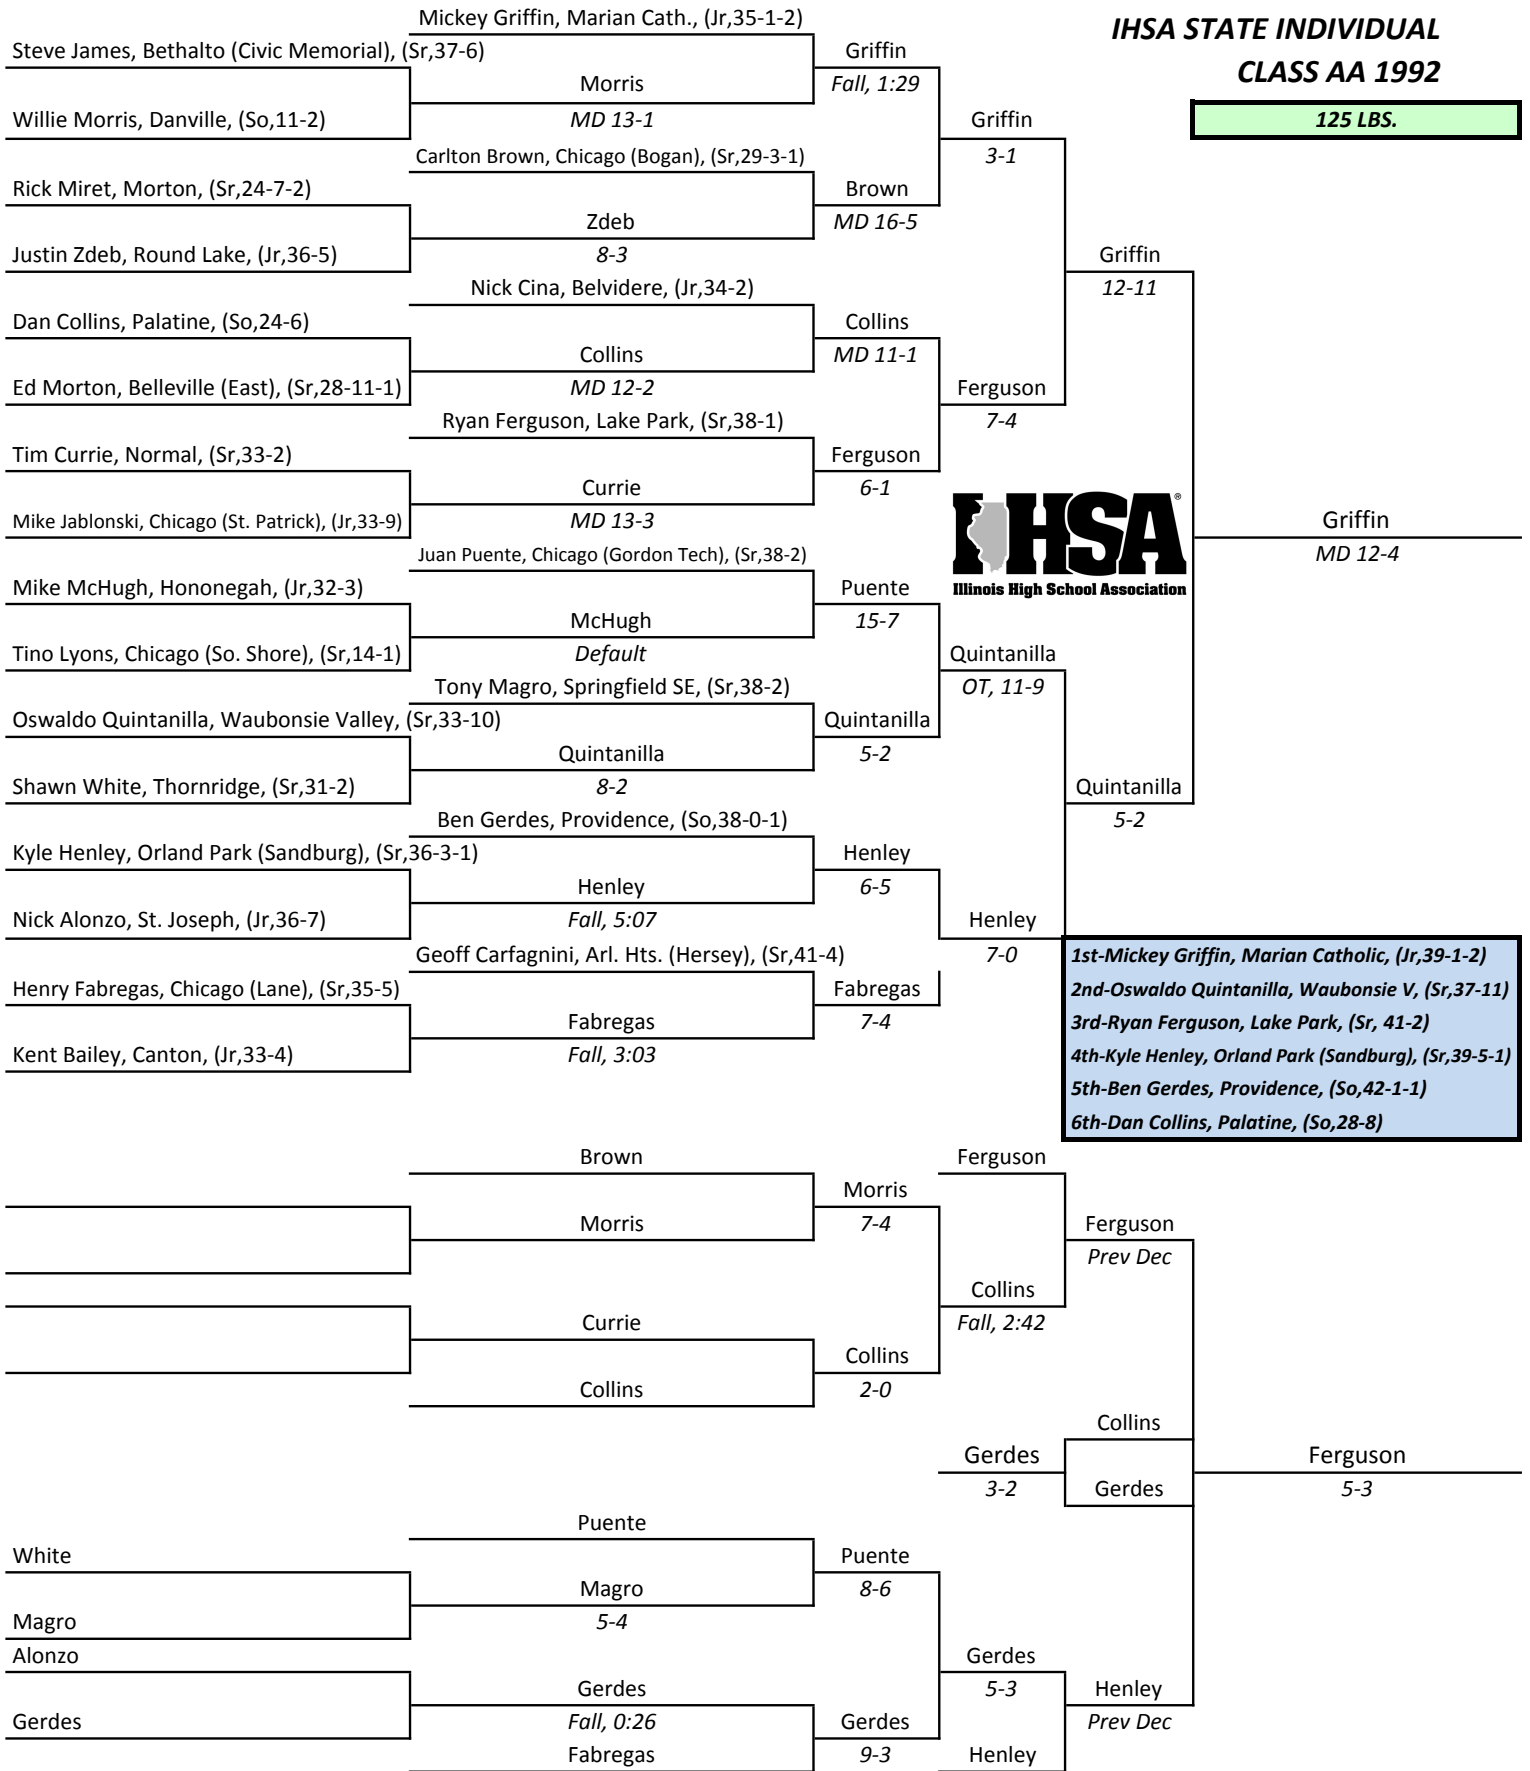 Mickey Griffin, Marian Cath., (Jr,35-1-2)
IHSA STATE INDIVIDUAL
CLASS AA 1992
125 LBS.
Steve James, Bethalto (Civic Memorial), (Sr,37-6)
Griffin
Morris
Fall, 1:29
Willie Morris, Danville, (So,11-2)
MD 13-1
Griffin
Carlton Brown, Chicago (Bogan), (Sr,29-3-1)
3-1
Rick Miret, Morton, (Sr,24-7-2)
Brown
Zdeb
MD 16-5
Justin Zdeb, Round Lake, (Jr,36-5)
8-3
Griffin
Nick Cina, Belvidere, (Jr,34-2)
12-11
Dan Collins, Palatine, (So,24-6)
Collins
Collins
MD 11-1
Ed Morton, Belleville (East), (Sr,28-11-1)
MD 12-2
Ferguson
Ryan Ferguson, Lake Park, (Sr,38-1)
7-4
Tim Currie, Normal, (Sr,33-2)
Ferguson
Currie
6-1
Mike Jablonski, Chicago (St. Patrick), (Jr,33-9)
MD 13-3
IHSA®
Illinois High School Association
Griffin
MD 12-4
Juan Puente, Chicago (Gordon Tech), (Sr,38-2)
Mike McHugh, Hononegah, (Jr,32-3)
Puente
McHugh
15-7
Tino Lyons, Chicago (So. Shore), (Sr,14-1)
Default
Quintanilla
Tony Magro, Springfield SE, (Sr,38-2)
OT, 11-9
Oswaldo Quintanilla, Waubonsie Valley, (Sr,33-10)
Quintanilla
Quintanilla
5-2
Shawn White, Thornridge, (Sr,31-2)
8-2
Quintanilla
Ben Gerdes, Providence, (So,38-0-1)
5-2
Kyle Henley, Orland Park (Sandburg), (Sr,36-3-1)
Henley
Henley
6-5
Nick Alonzo, St. Joseph, (Jr,36-7)
Fall, 5:07
Henley
Geoff Carfagnini, Arl. Hts. (Hersey), (Sr,41-4)
7-0
Henry Fabregas, Chicago (Lane), (Sr,35-5)
Fabregas
Fabregas
7-4
Kent Bailey, Canton, (Jr,33-4)
Fall, 3:03
1st-Mickey Griffin, Marian Catholic, (Jr,39-1-2)
2nd-Oswaldo Quintanilla, Waubonsie V, (Sr,37-11)
3rd-Ryan Ferguson, Lake Park, (Sr, 41-2)
4th-Kyle Henley, Orland Park (Sandburg), (Sr,39-5-1)
5th-Ben Gerdes, Providence, (So,42-1-1)
6th-Dan Collins, Palatine, (So,28-8)
Brown
Ferguson
Morris
Morris
7-4
Ferguson
Prev Dec
Collins
Currie
Fall, 2:42
Collins
Collins
2-0
Collins
Gerdes
Ferguson
3-2
Gerdes
5-3
Puente
White
Puente
Magro
8-6
Magro
5-4
Alonzo
Gerdes
Gerdes
5-3
Henley
Gerdes
Fall, 0:26
Gerdes
Prev Dec
Fabregas
9-3
Henley